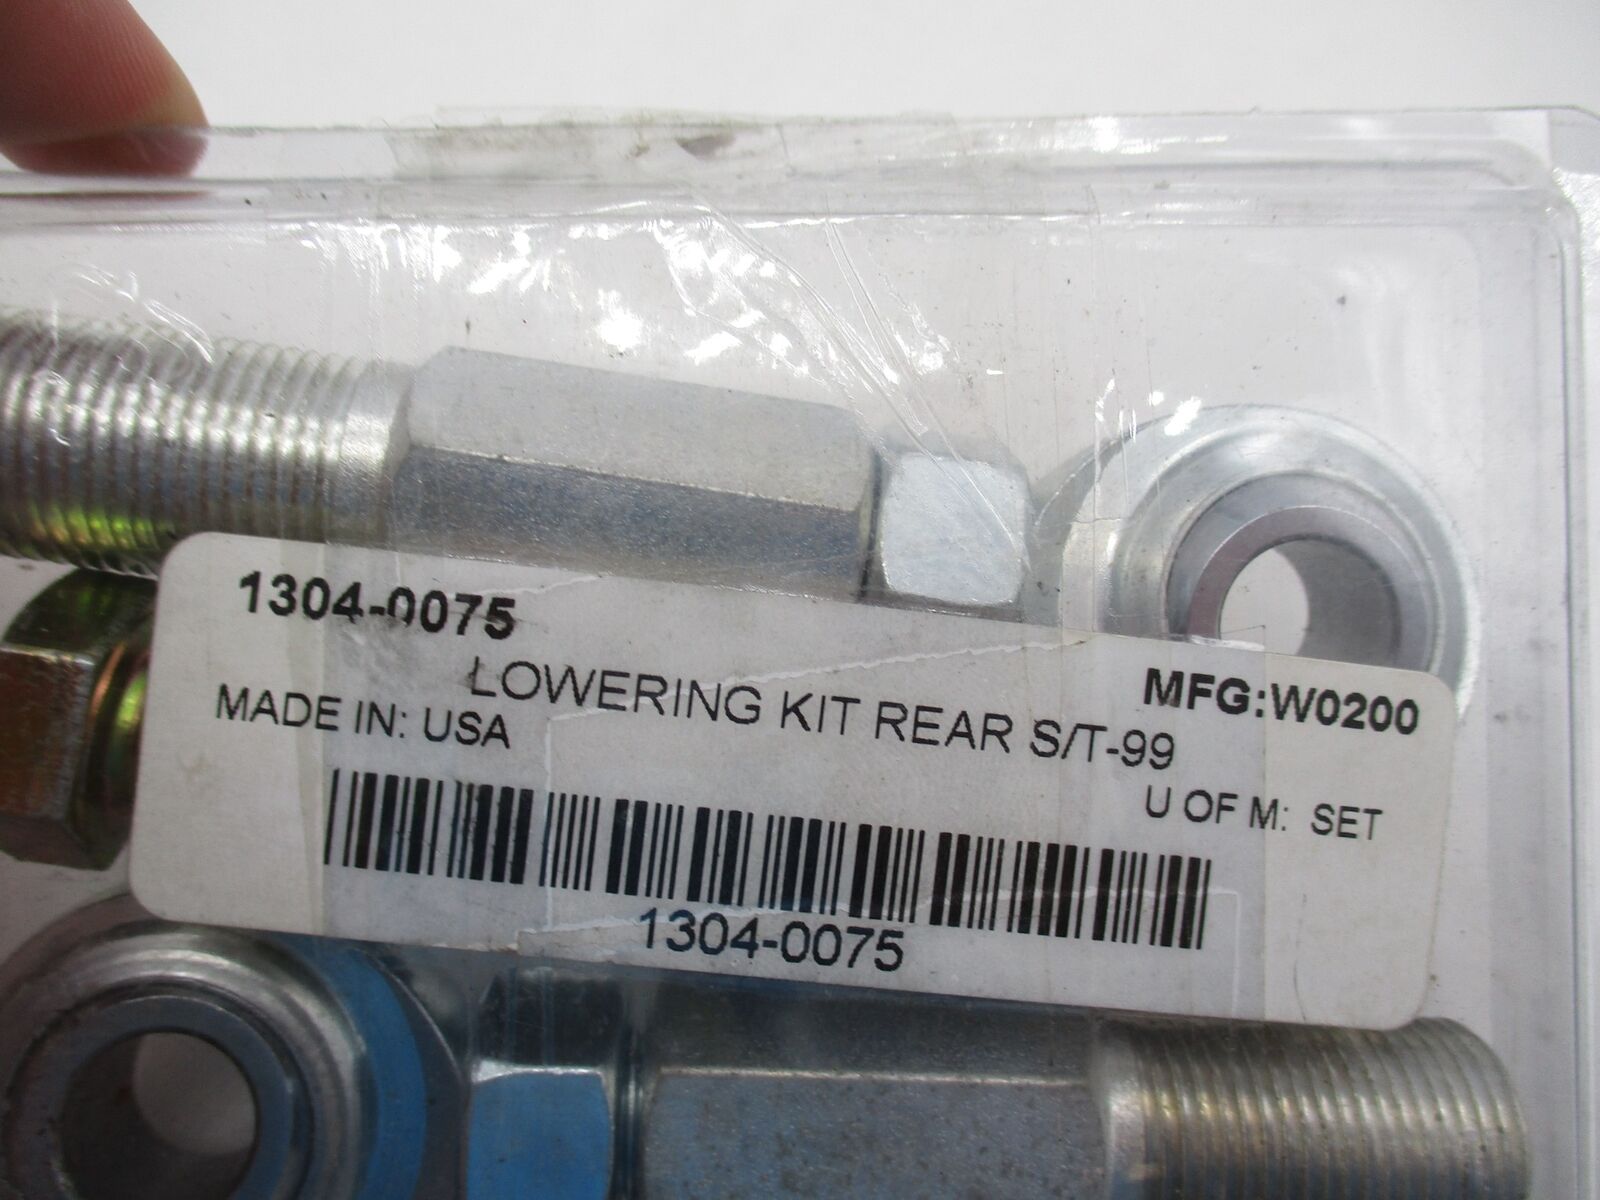 1304-0075
LOWERING KIT REAR S/T-99
MFG:W0200
MADE IN: USA
U OF M: SET
1304-0075